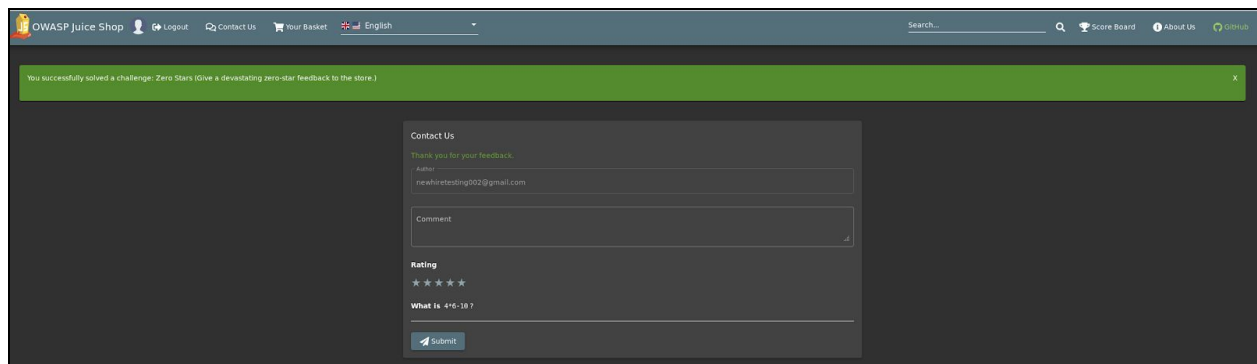 OWASP Juice Shop Logout Contact Us Your Basket English Search... Score Board About Us GitHub
You successfully solved a challenge: Zero Stars (Give a devastating zero-star feedback to the store.) X
Contact Us
Thank you for your feedback.
Author
newhiretesting002@gmail.com
Comment
Rating
What is 4*6-10?
Submit